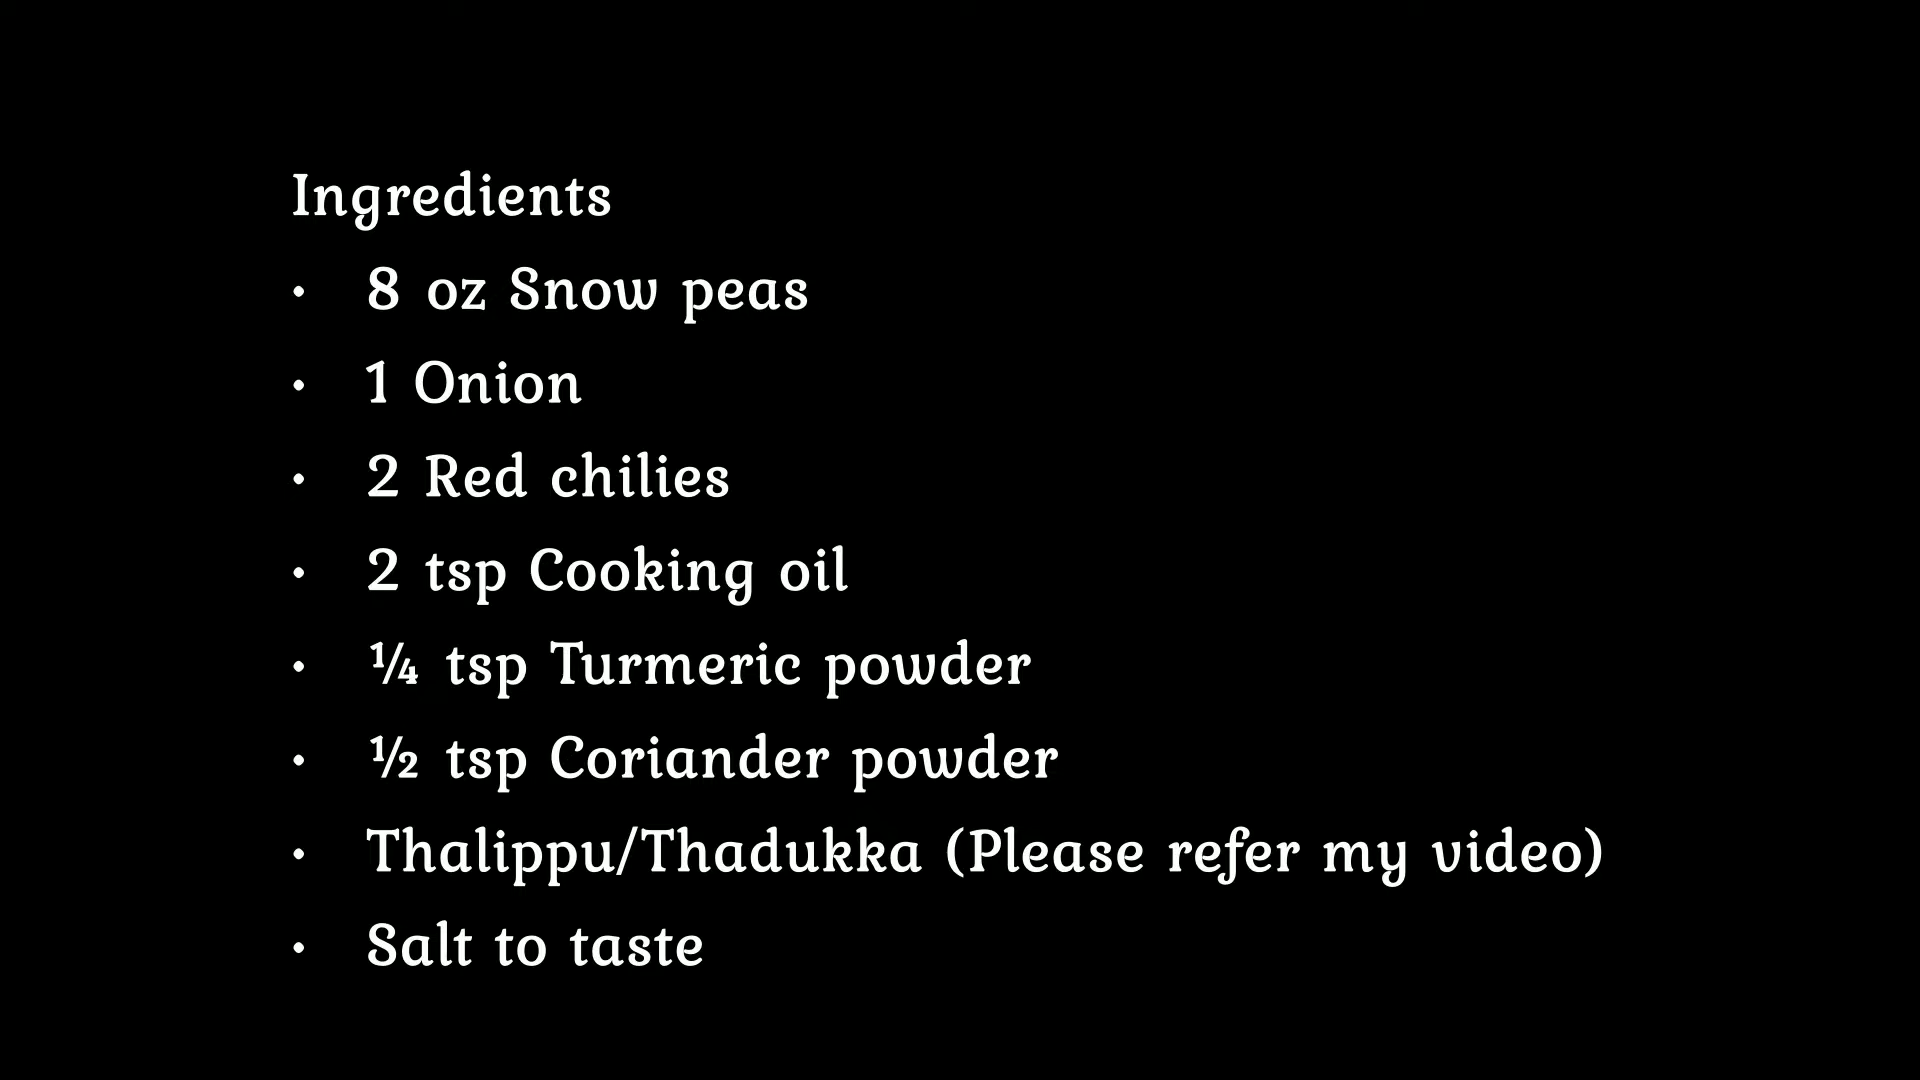 Ingredients
• 8 oz Snow peas
• 1 Onion
• 2 Red chilies
• 2 tsp Cooking oil
• ¼ tsp Turmeric powder
• ½ tsp Coriander powder
• Thalippu/Thadukka (Please refer my video)
• Salt to taste